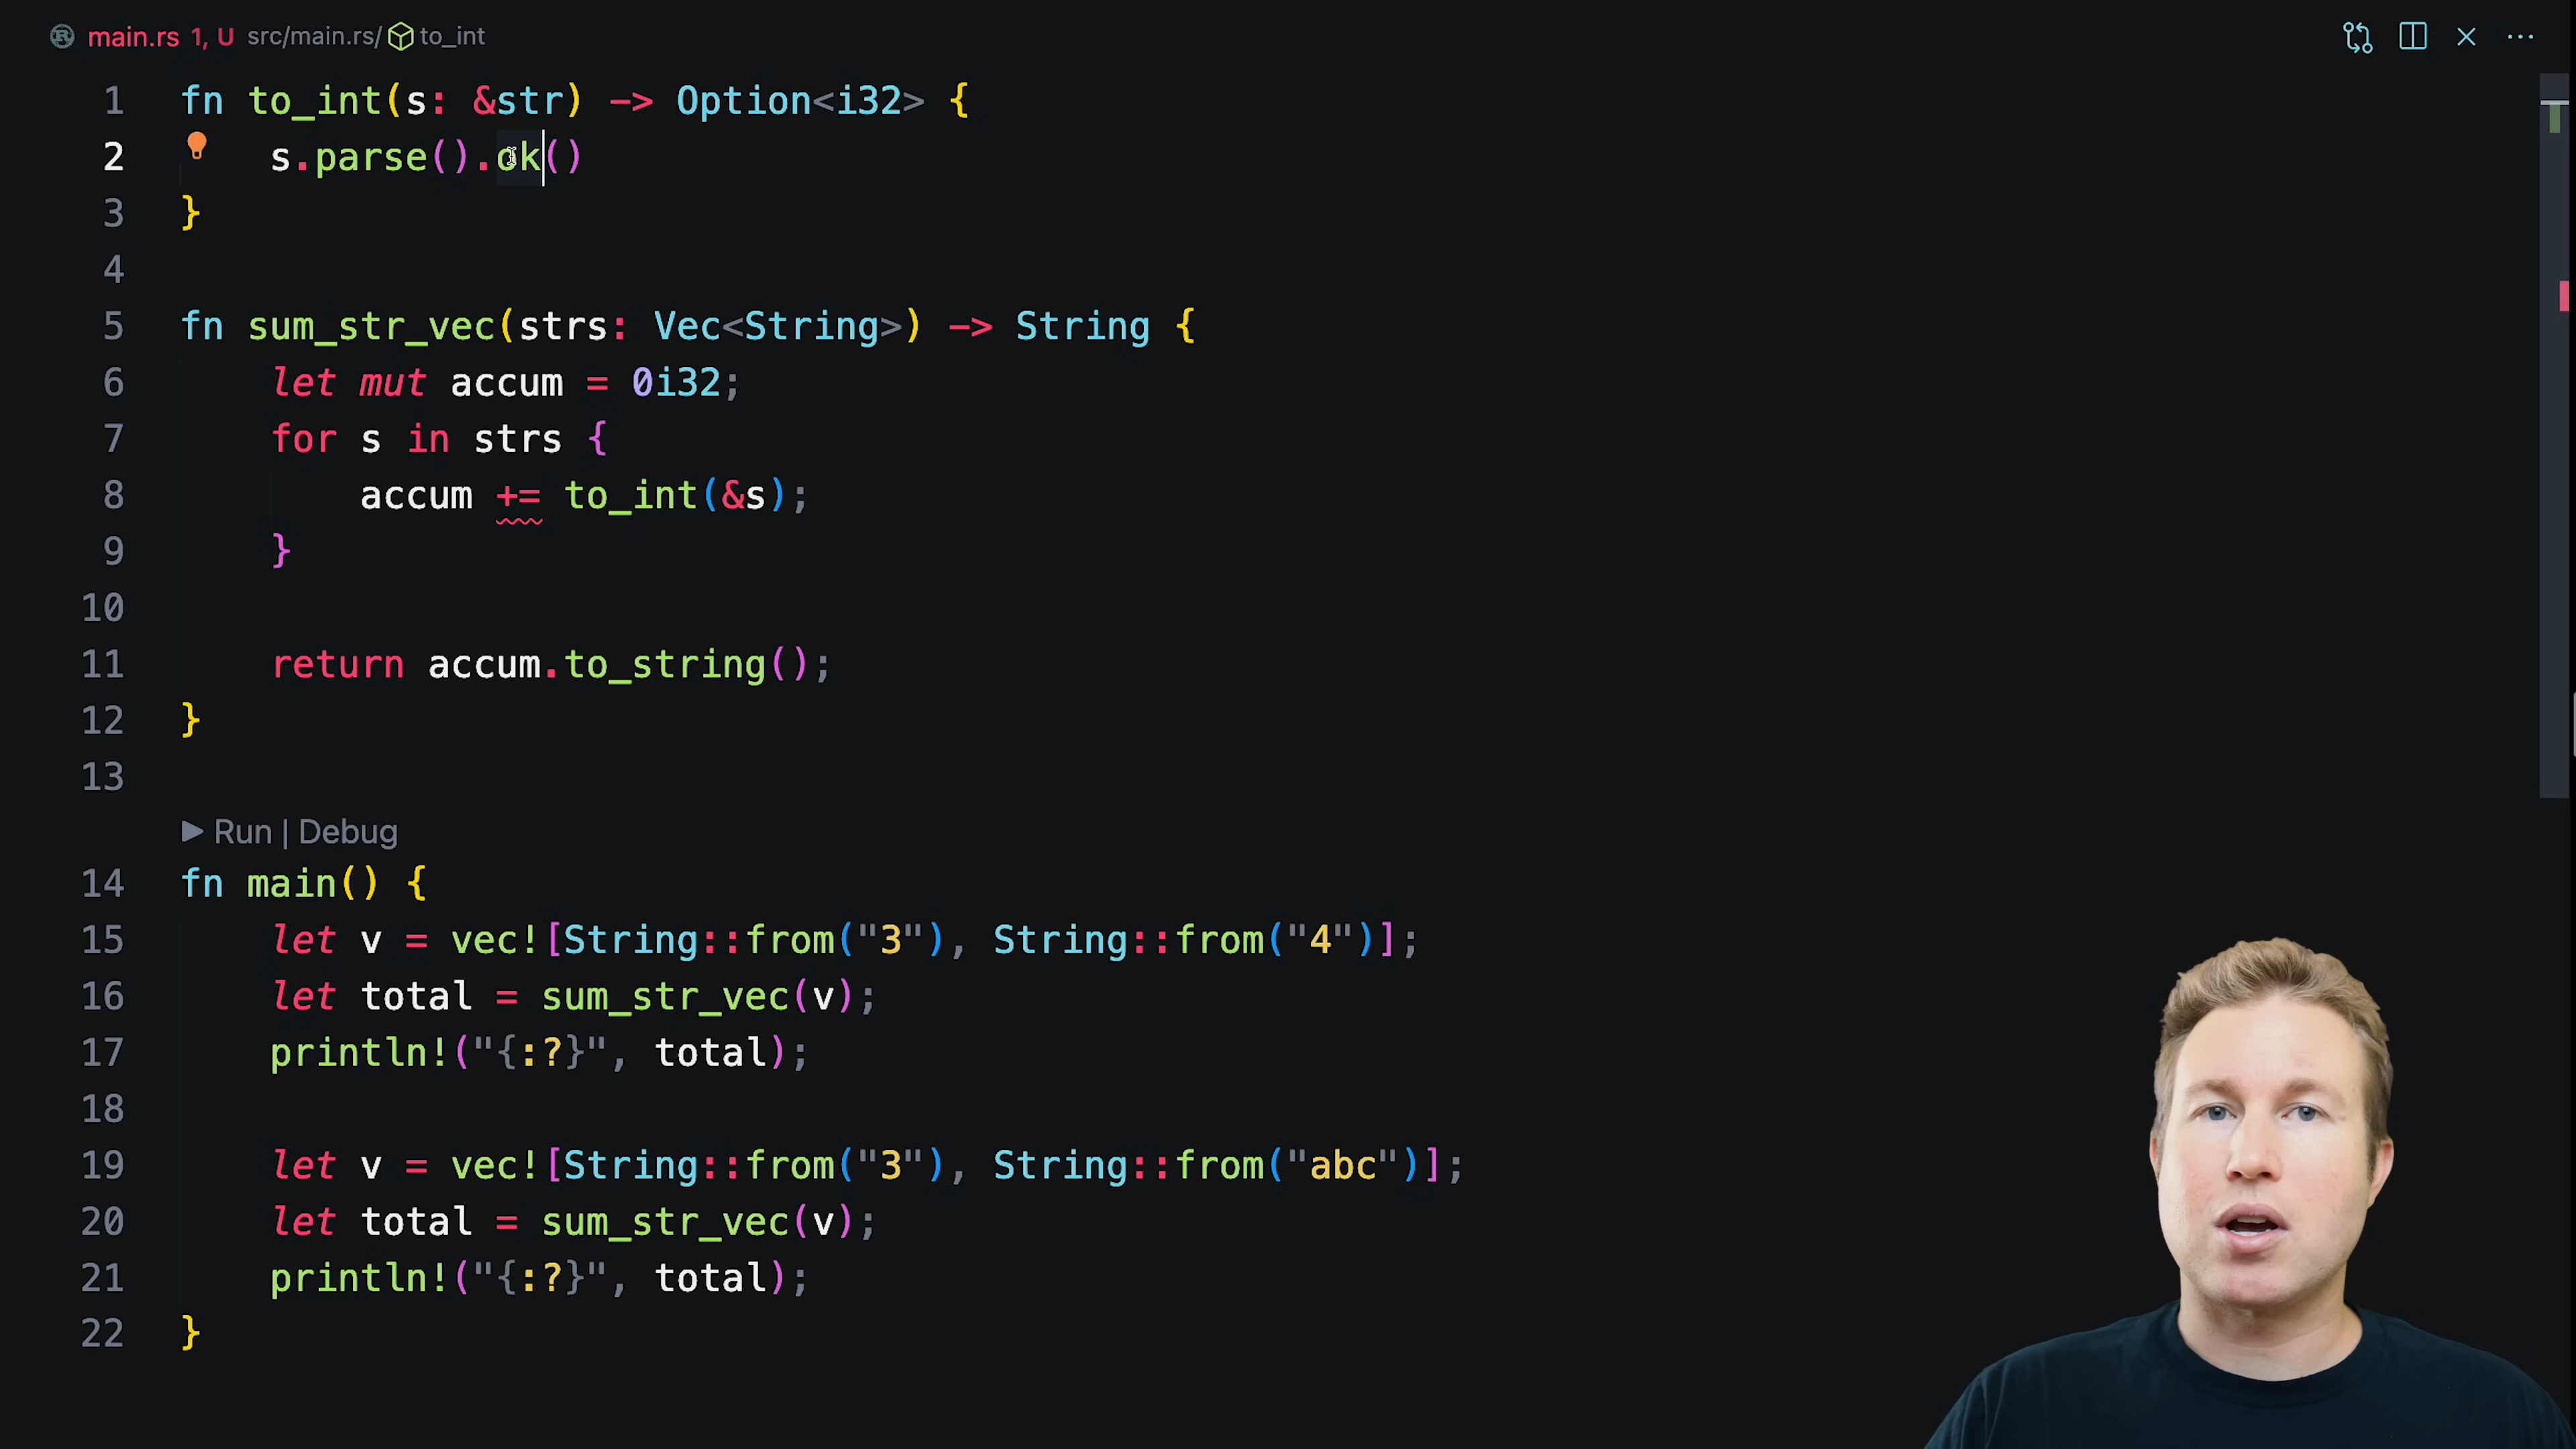 main.rs 1, U src/main.rs/ to_int
1 fn to_int(s: &str) -> Option<i32> {
2 s.parse().ok()
3 }
4
5 fn sum_str_vec(strs: Vec<String>) -> String {
6 let mut accum = 0i32;
7 for s in strs {
8 accum += to_int(&s);
9 }
10
11 return accum.to_string();
12 }
13
Run | Debug
14 fn main() {
15 let v = vec![String::from("3"), String::from("4")];
16 let total = sum_str_vec(v);
17 println!("{:?}", total);
18
19 let v = vec![String::from("3"), String::from("abc")];
20 let total = sum_str_vec(v);
21 println!("{:?}", total);
22 }